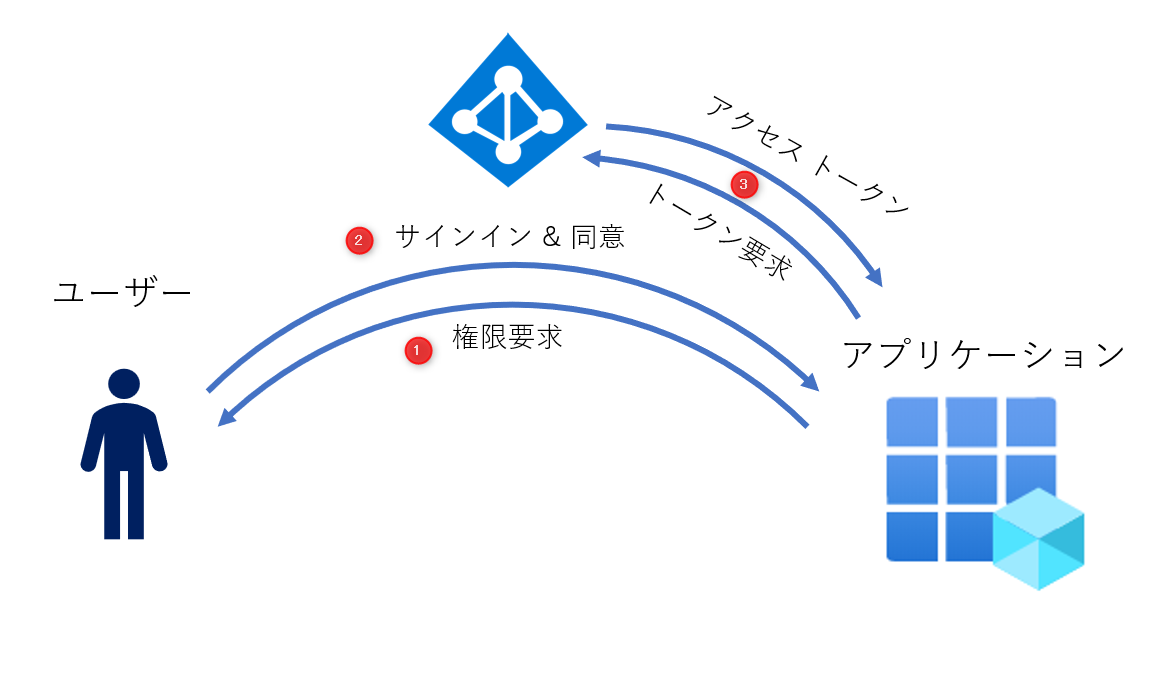 アクセス トークン
3
トークン要求
2 サインイン & 同意
ユーザー
1 権限要求
アプリケーション